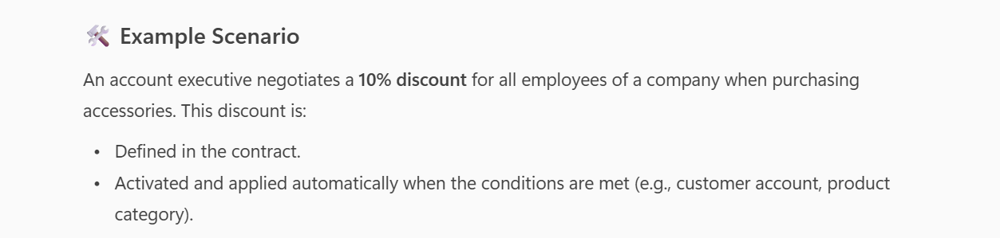 🛠 Example Scenario
An account executive negotiates a 10% discount for all employees of a company when purchasing
accessories. This discount is:
• Defined in the contract.
• Activated and applied automatically when the conditions are met (e.g., customer account, product
category).